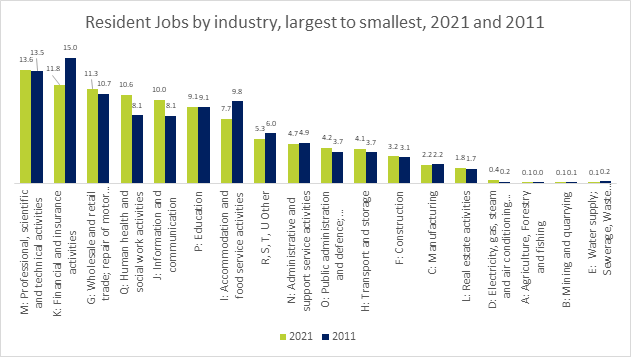 Resident Jobs by industry, largest to smallest, 2021 and 2011
13.6 13.5
11.8 15.0
11.3 10.7
10.6 8.1
10.0 8.1
9.1 9.1
7.7 9.8
5.3 6.0
4.7 4.9
4.2 3.7
4.1 3.7
3.2 3.1
2.2 2.2
1.8 1.7
0.4 0.2
0.1 0.0
0.1 0.1
0.1 0.2
M: Professional, scientific
and technical activities
K: Financial and insurance
activities
G: Wholesale and retail
trade; repair of motor…
Q: Human health and
social work activities
J: Information and
communication
P: Education
I: Accommodation and
food service activities
R, S, T, U Other
N: Administrative and
support service activities
O: Public administration
and defence;…
H: Transport and storage
F: Construction
C: Manufacturing
L: Real estate activities
D: Electricity, gas, steam
and air conditioning…
A: Agriculture, Forestry
and fishing
B: Mining and quarrying
E: Water supply;
Sewerage, Waste…
2021 2011